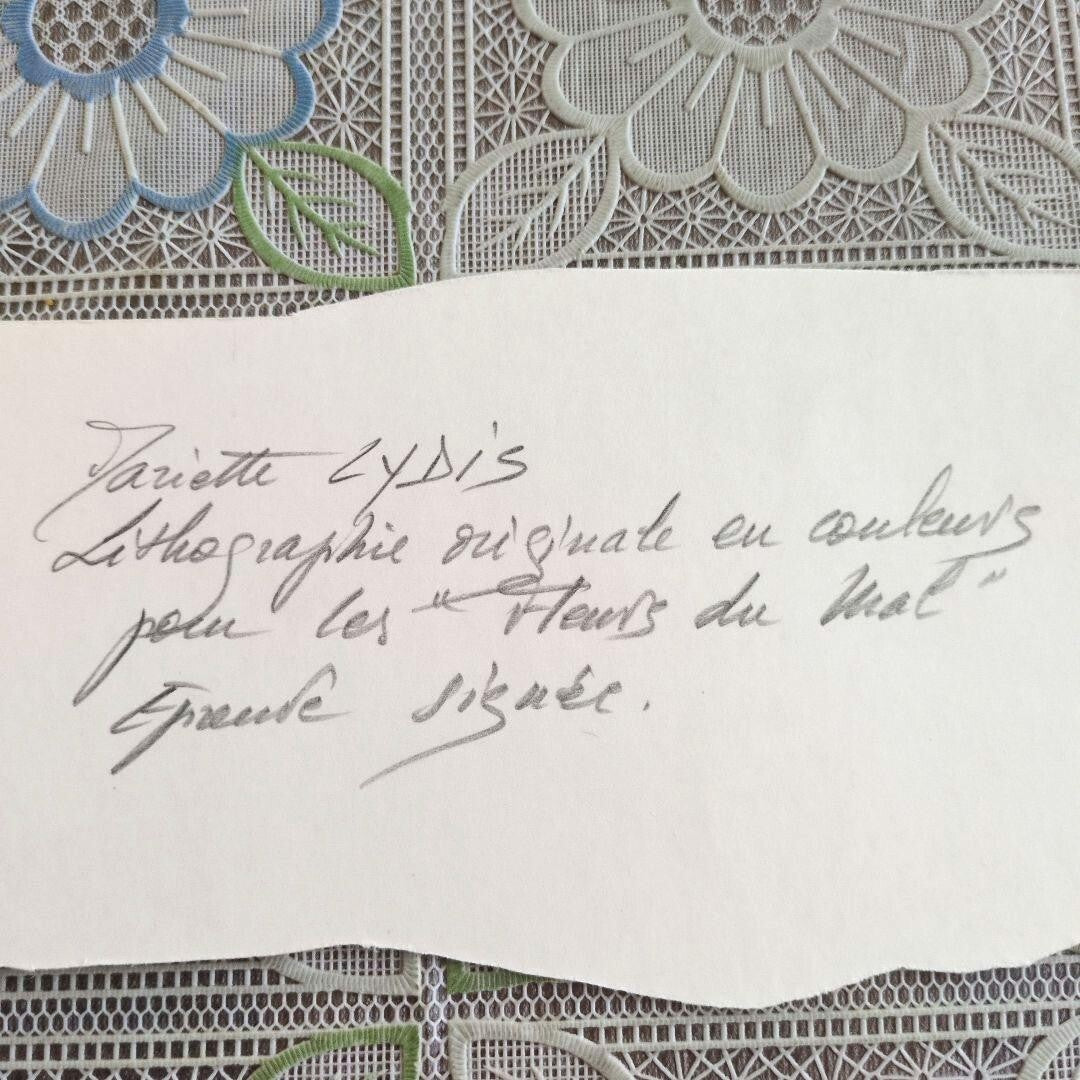 Mariette LYDIS
Lithographie originale en couleurs
pour les "Fleurs du Mal"
Epreuve signée.